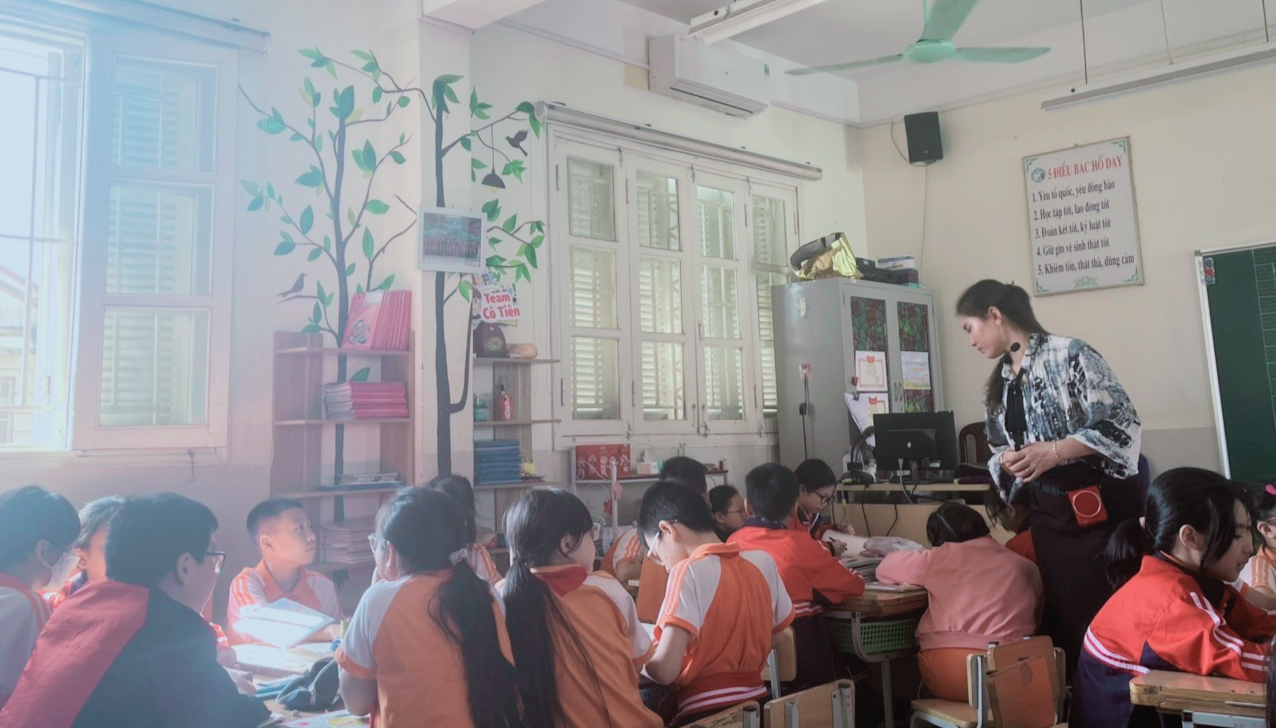 Team
Cô Tiên
5 ĐIỀU BÁC HỒ DẠY
1. Yêu tổ quốc, yêu đồng bào
2. Học tập tốt, lao động tốt
3. Đoàn kết tốt, kỷ luật tốt
4. Giữ gìn vệ sinh thật tốt
5. Khiêm tốn, thật thà, dũng cảm